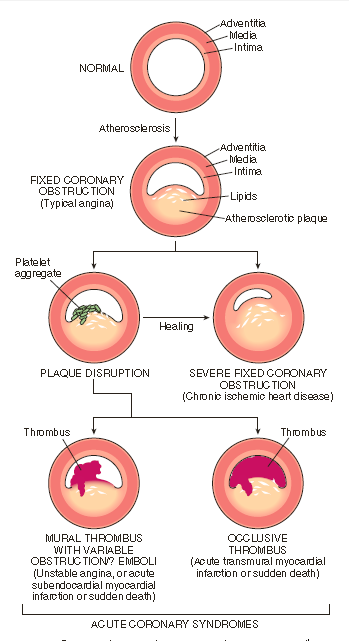 Adventitia
Media
Intima
NORMAL
Atherosclerosis
Adventitia
Media
Intima
FIXED CORONARY
OBSTRUCTION
(Typical angina)
Lipids
Atherosclerotic plaque
Platelet
aggregate
Healing
PLAQUE DISRUPTION
SEVERE FIXED CORONARY
OBSTRUCTION
(Chronic ischemic heart disease)
Thrombus
Thrombus
MURAL THROMBUS
WITH VARIABLE
OBSTRUCTION/? EMBOLI
(Unstable angina, or acute
subendocardial myocardial
infarction or sudden death)
OCCLUSIVE
THROMBUS
(Acute transmural myocardial
infarction or sudden death)
ACUTE CORONARY SYNDROMES